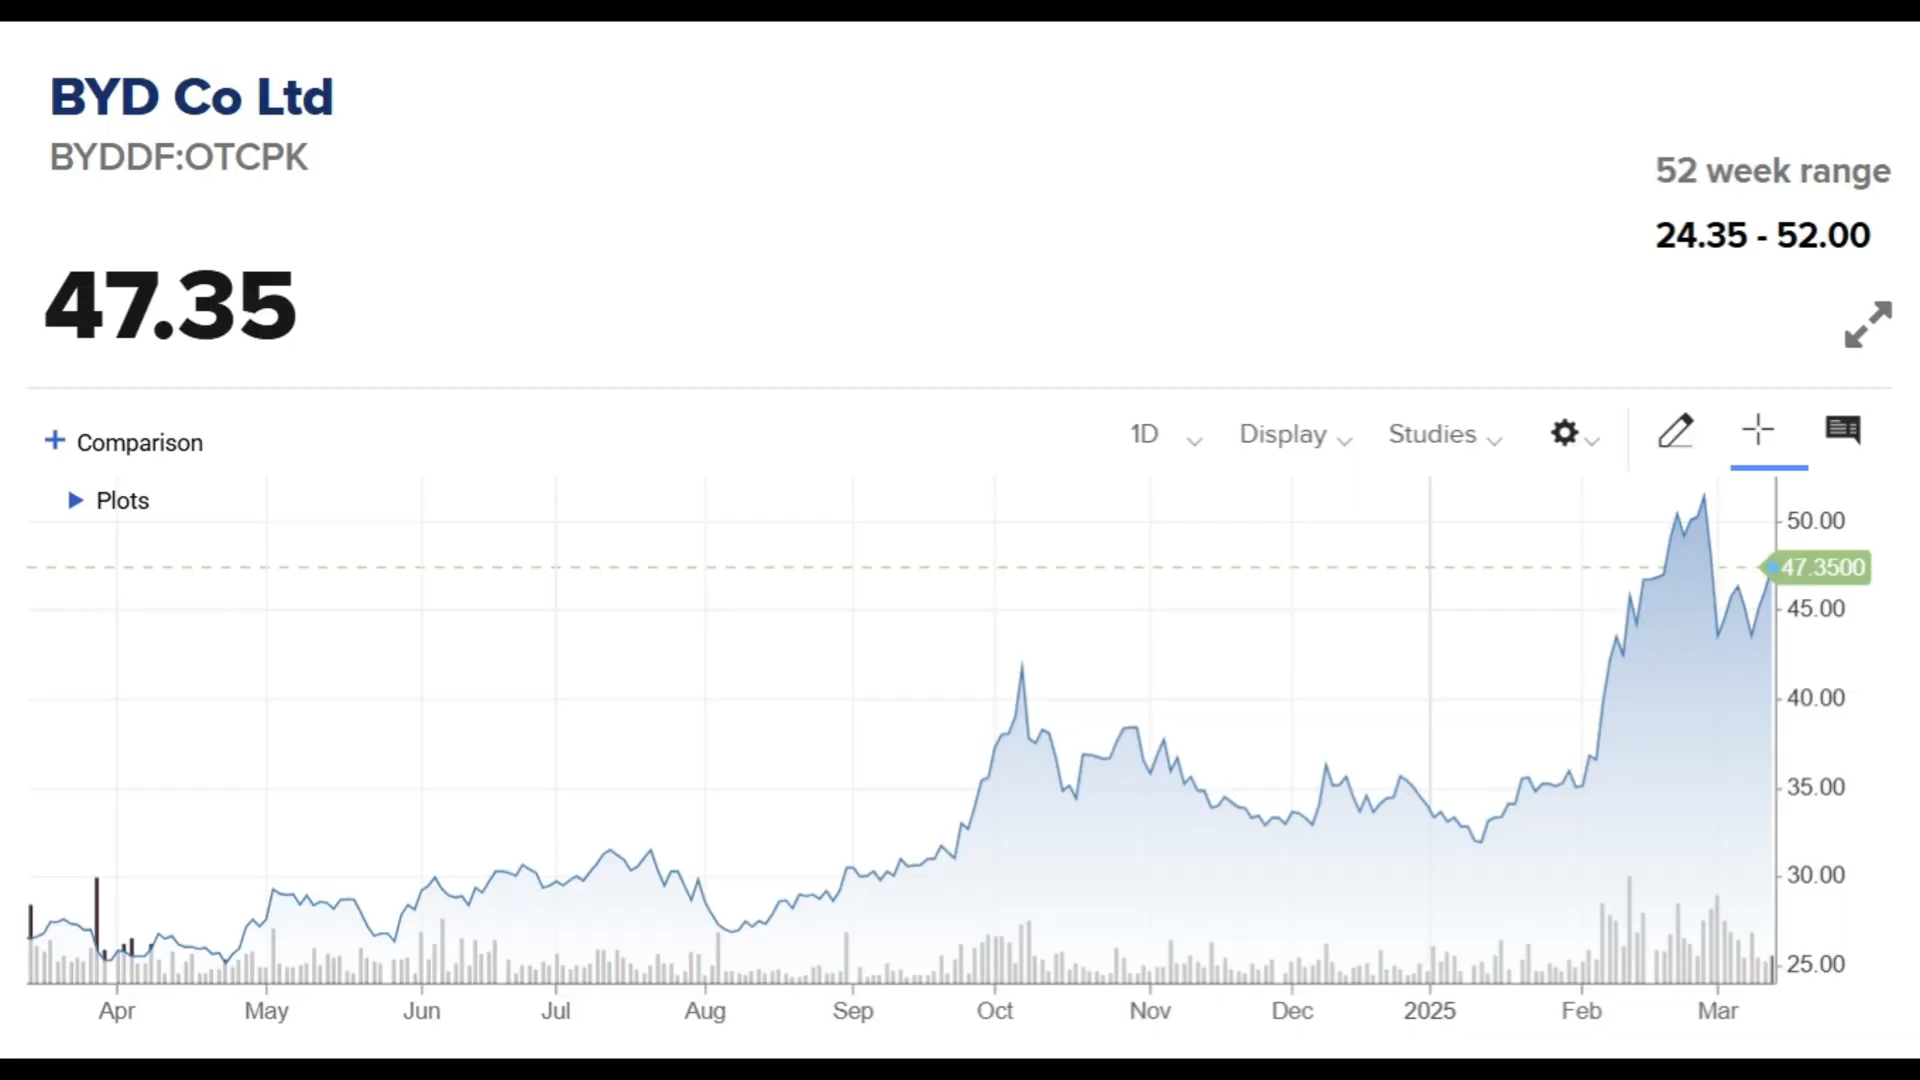 BYD Co Ltd
BYDDF:OTCPK
52 week range
24.35 - 52.00
47.35
Comparison
1D Display Studies
Plots
50.00
47.3500
45.00
40.00
35.00
30.00
25.00
Apr May Jun Jul Aug Sep Oct Nov Dec 2025 Feb Mar